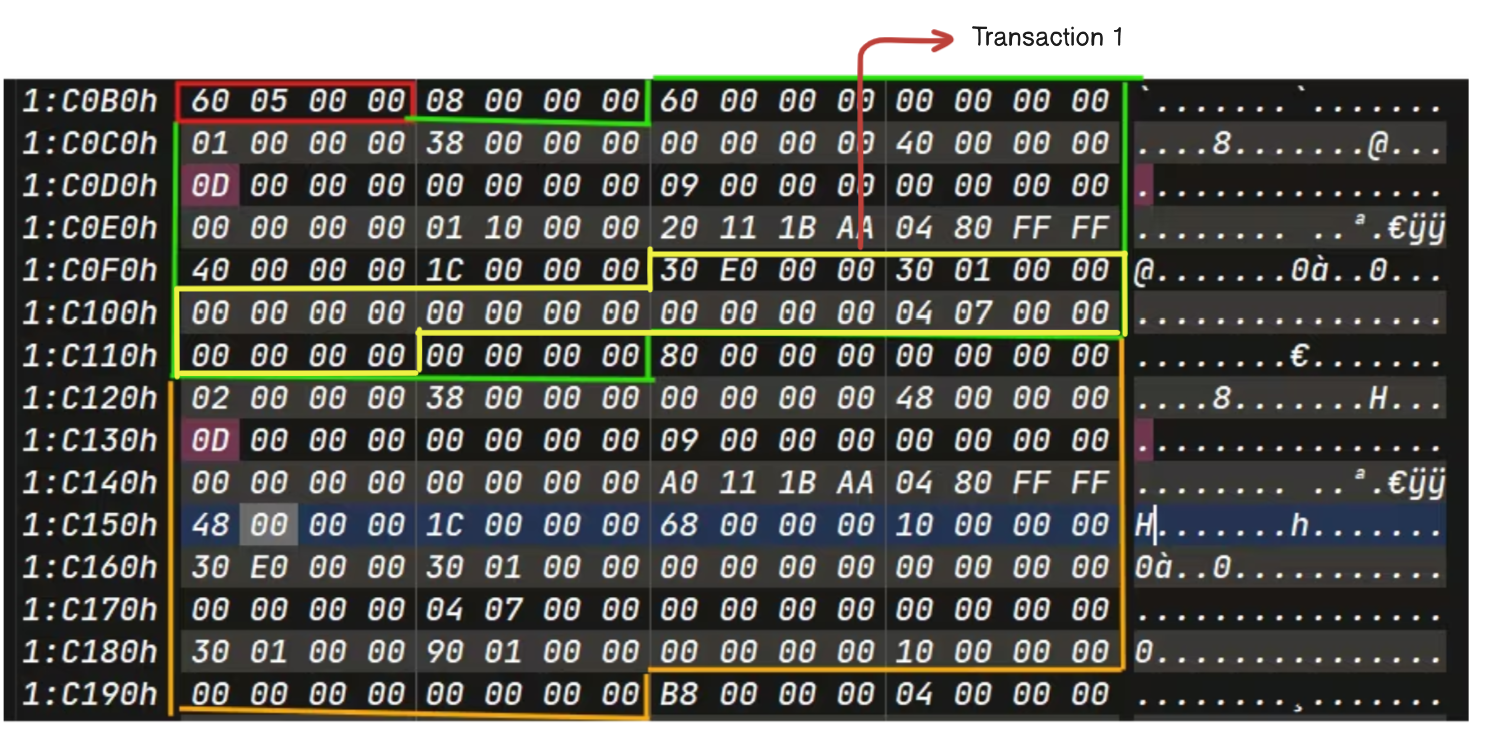 Transaction 1
1:C0B0h 60 05 00 00 08 00 00 00 60 00 00 00 00 00 00 00 `.......`.......
1:C0C0h 01 00 00 00 38 00 00 00 00 00 00 00 40 00 00 00 ....8.......@...
1:C0D0h 0D 00 00 00 00 00 00 00 09 00 00 00 00 00 00 00 ................
1:C0E0h 00 00 00 00 01 10 00 00 20 11 1B AA 04 80 FF FF ........ ..ª.€ÿÿ
1:C0F0h 40 00 00 00 1C 00 00 00 30 E0 00 00 30 01 00 00 @.......0à..0...
1:C100h 00 00 00 00 00 00 00 00 00 00 00 00 04 07 00 00 ................
1:C110h 00 00 00 00 00 00 00 00 80 00 00 00 00 00 00 00 ........€.......
1:C120h 02 00 00 00 38 00 00 00 00 00 00 00 48 00 00 00 ....8.......H...
1:C130h 0D 00 00 00 00 00 00 00 09 00 00 00 00 00 00 00 ................
1:C140h 00 00 00 00 00 00 00 00 A0 11 1B AA 04 80 FF FF ........ ..ª.€ÿÿ
1:C150h 48 00 00 00 1C 00 00 00 68 00 00 00 10 00 00 00 H.......h.......
1:C160h 30 E0 00 00 30 01 00 00 00 00 00 00 00 00 00 00 0à..0...........
1:C170h 00 00 00 00 04 07 00 00 00 00 00 00 00 00 00 00 ................
1:C180h 30 01 00 00 90 01 00 00 00 00 00 00 10 00 00 00 0...............
1:C190h 00 00 00 00 00 00 00 00 B8 00 00 00 04 00 00 00 ........¸.......